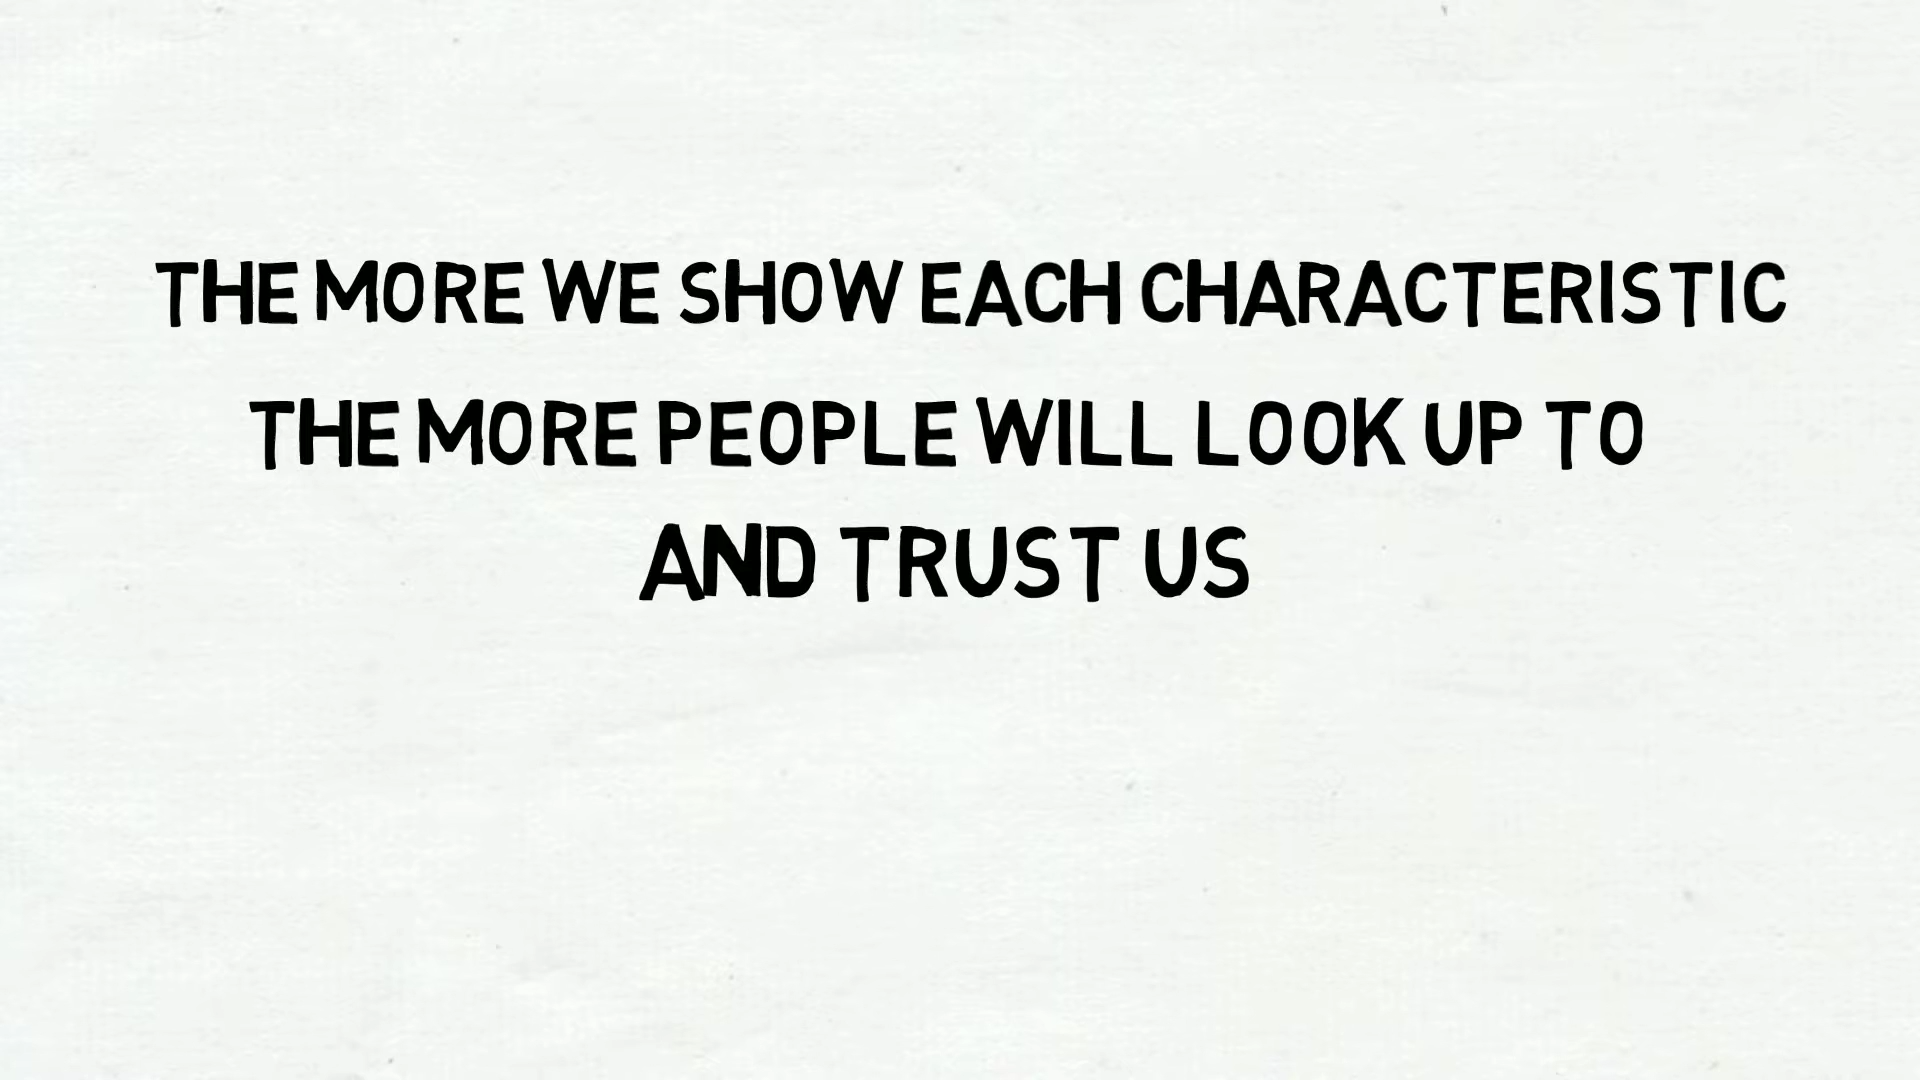 THE MORE WE SHOW EACH CHARACTERISTIC
THE MORE PEOPLE WILL LOOK UP TO
AND TRUST US